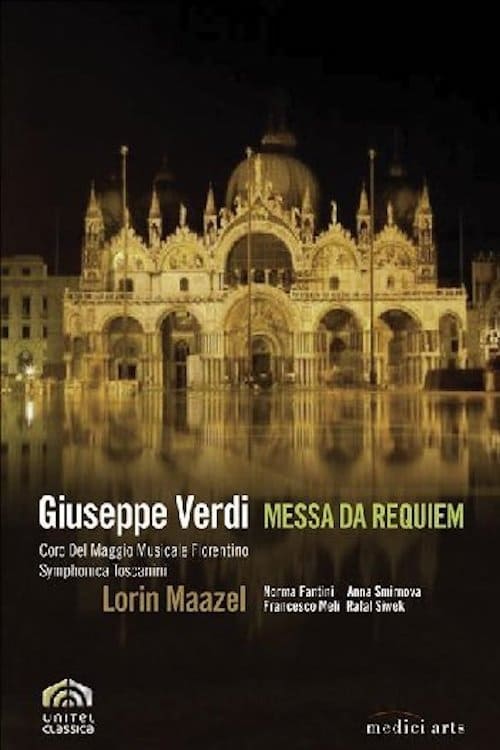 Giuseppe Verdi MESSA DA REQUIEM
Coro Del Maggio Musicale Fiorentino
Symphonica Toscanini
Lorin Maazel
Norma Fantini Anna Smirnova
Francesco Meli Rafal Siwek
UNITEL
CLASSICA
medici arts